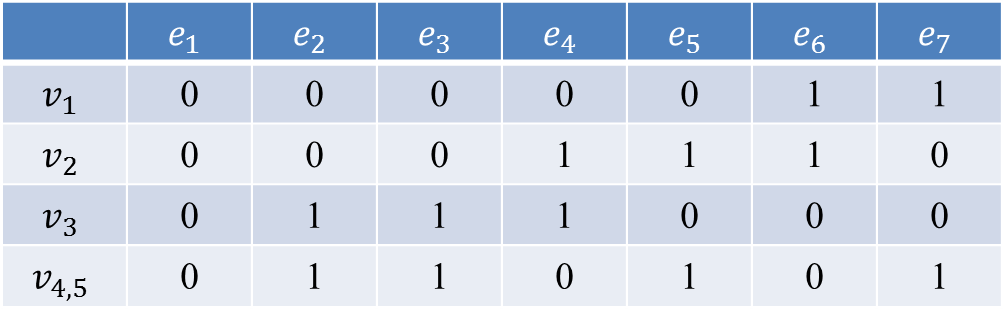 e₁ e₂ e₃ e₄ e₅ e₆ e₇
v₁ 0 0 0 0 0 1 1
v₂ 0 0 0 1 1 1 0
v₃ 0 1 1 1 0 0 0
v₄,₅ 0 1 1 0 1 0 1